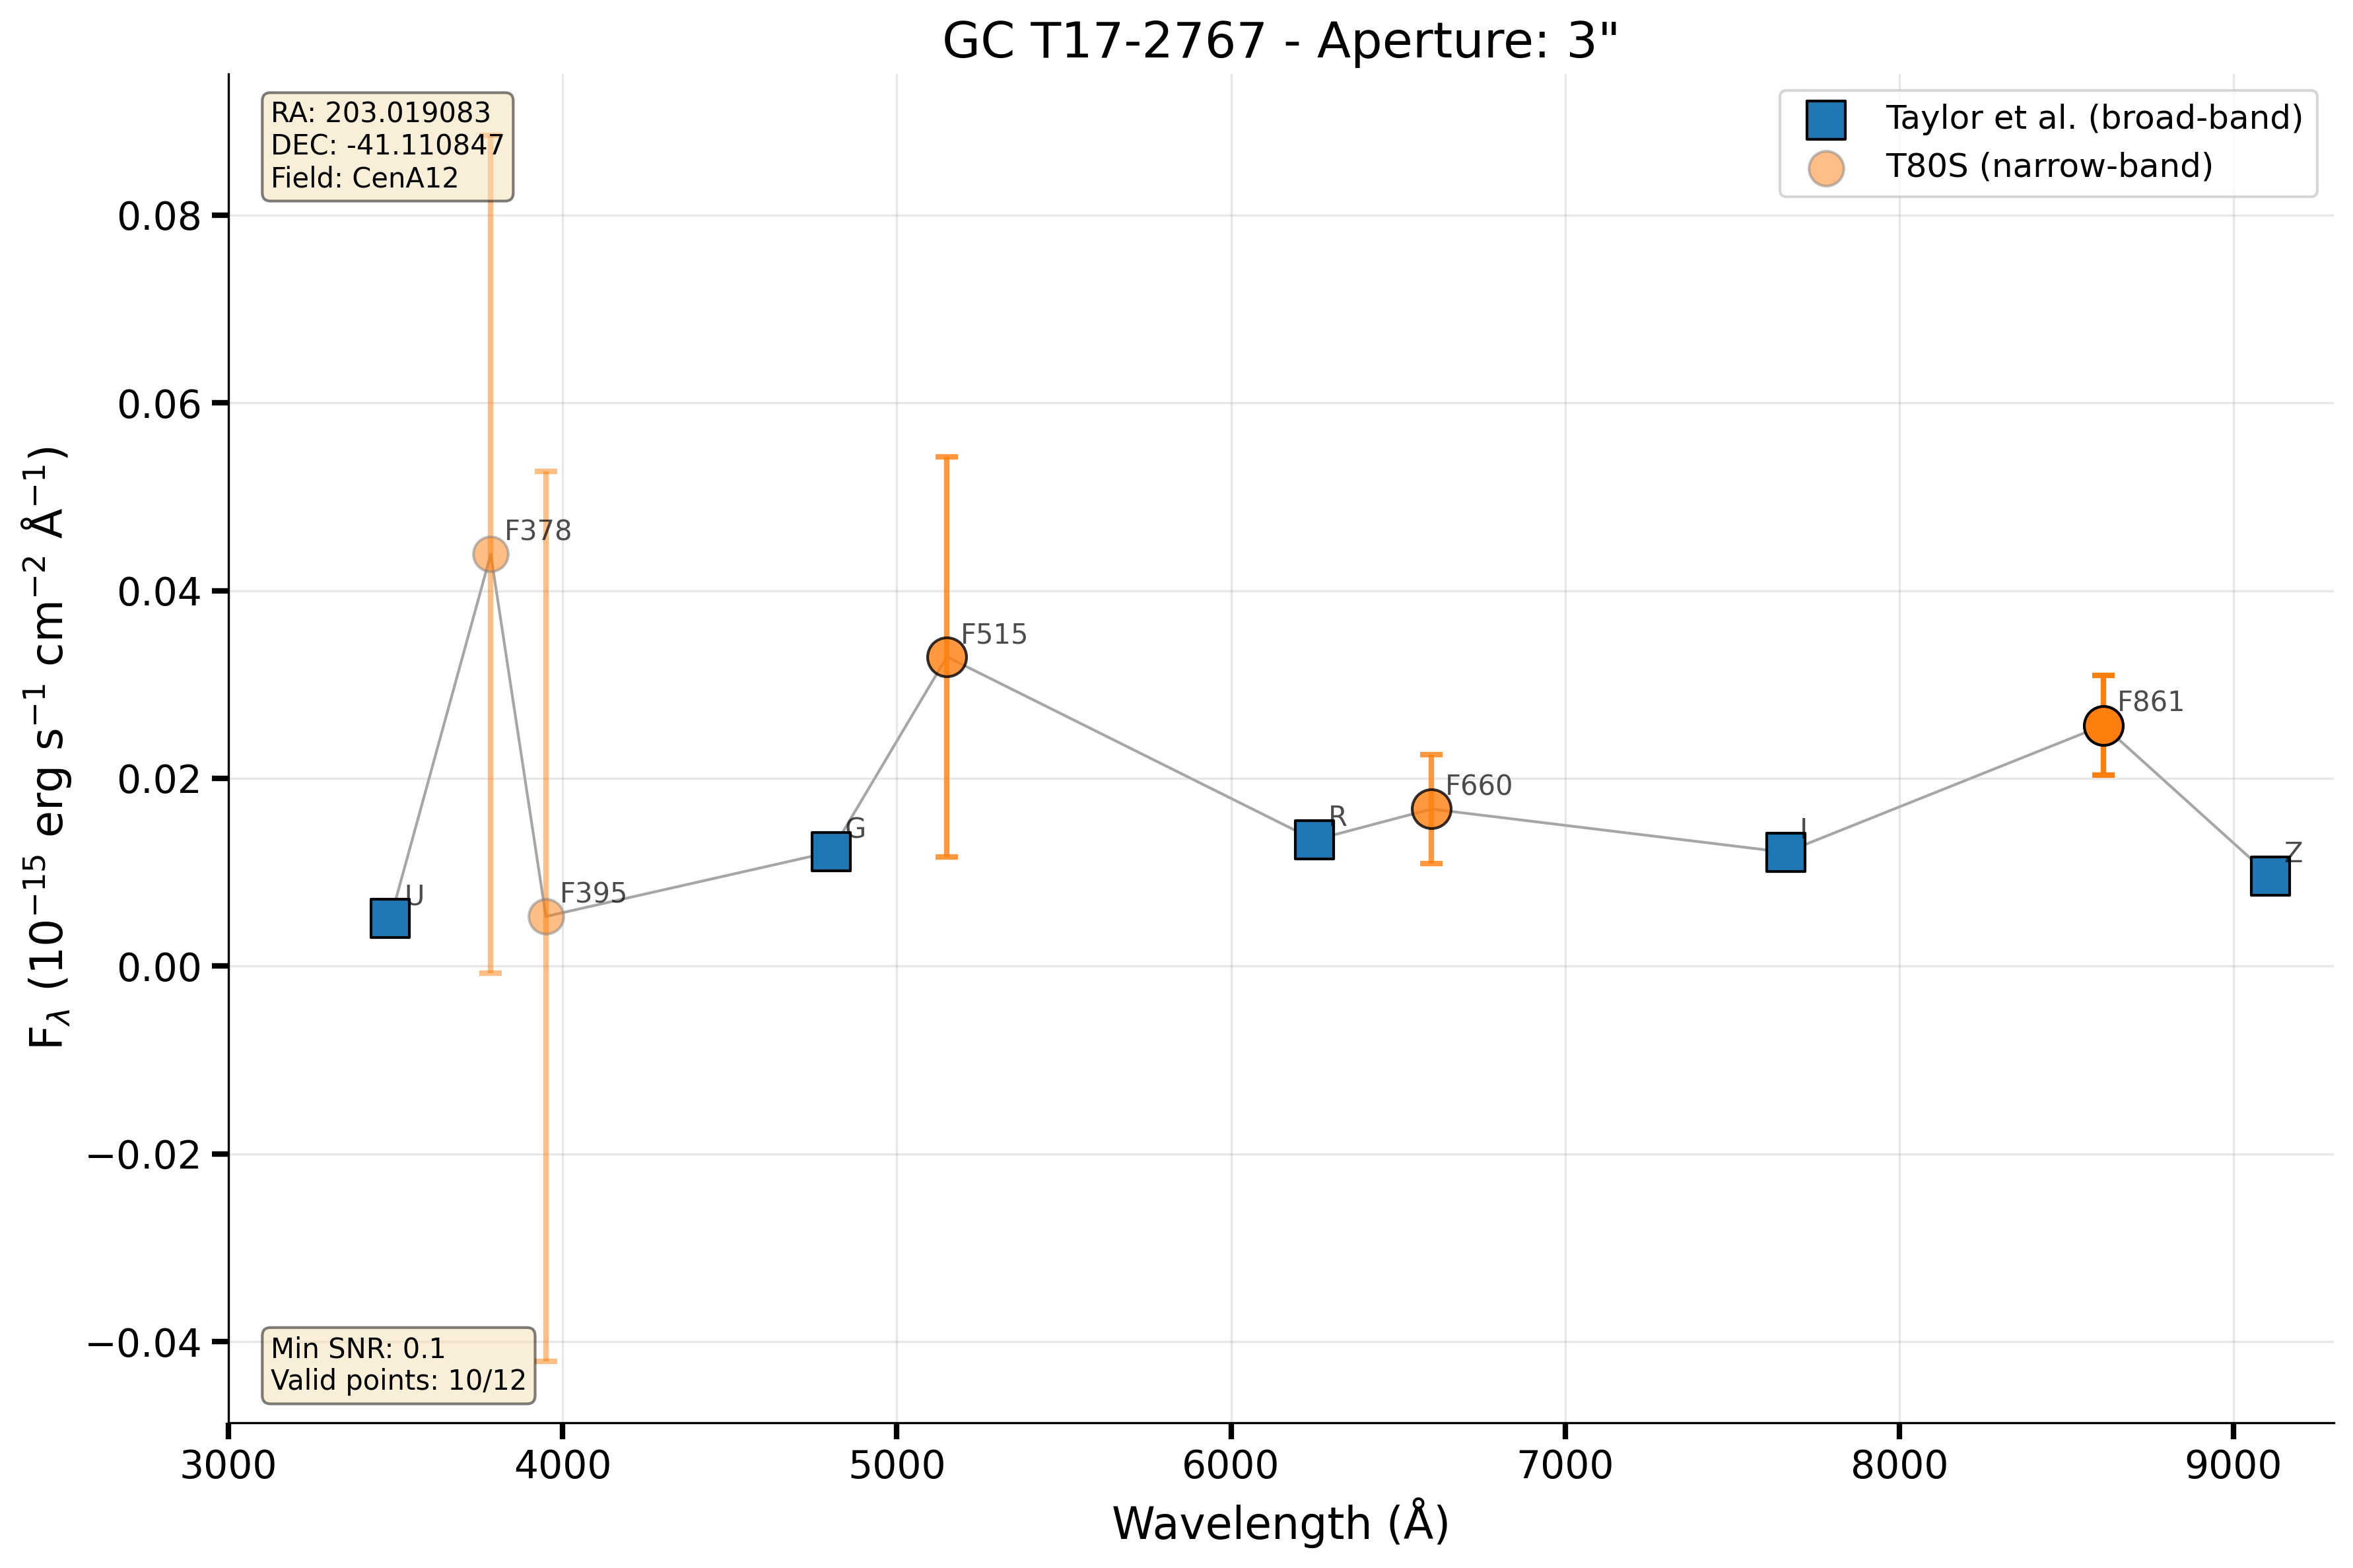 GC T17-2767 - Aperture: 3"
RA: 203.019083
DEC: -41.110847
Field: CenA12
Taylor et al. (broad-band)
T80S (narrow-band)
F_λ (10⁻¹⁵ erg s⁻¹ cm⁻² Å⁻¹)
0.08
0.06
0.04
0.02
0.00
−0.02
−0.04
U
F378
F395
G
F515
R
F660
I
F861
Z
Min SNR: 0.1
Valid points: 10/12
3000 4000 5000 6000 7000 8000 9000
Wavelength (Å)